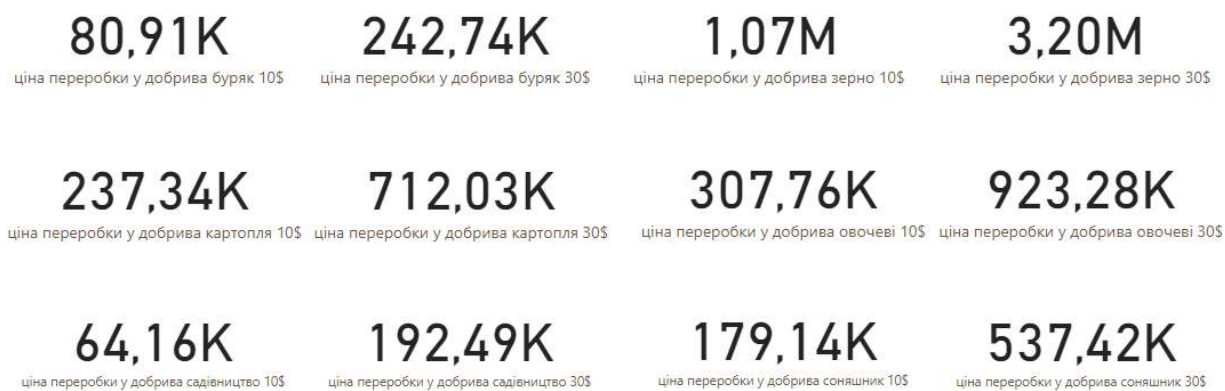 80,91K 242,74K 1,07M 3,20M
ціна переробки у добрива буряк 10$ ціна переробки у добрива буряк 30$ ціна переробки у добрива зерно 10$ ціна переробки у добрива зерно 30$
237,34K 712,03K 307,76K 923,28K
ціна переробки у добрива картопля 10$ ціна переробки у добрива картопля 30$ ціна переробки у добрива овочеві 10$ ціна переробки у добрива овочеві 30$
64,16K 192,49K 179,14K 537,42K
ціна переробки у добрива садівництво 10$ ціна переробки у добрива садівництво 30$ ціна переробки у добрива соняшник 10$ ціна переробки у добрива соняшник 30$